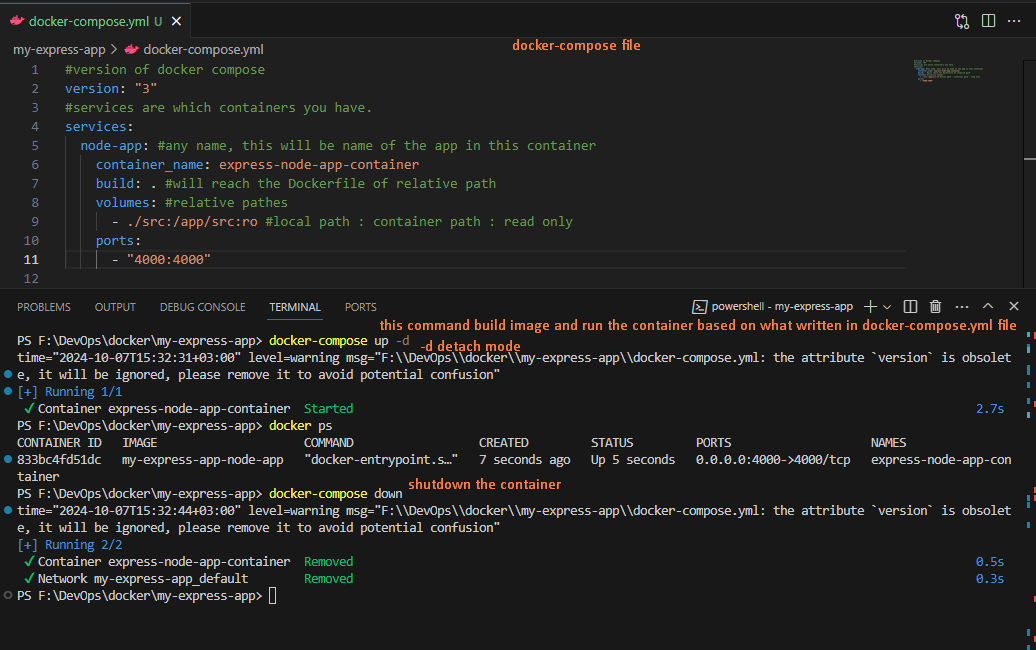 docker-compose.yml U
my-express-app > docker-compose.yml
docker-compose file
1 #version of docker compose
2 version: "3"
3 #services are which containers you have.
4 services:
5 node-app: #any name, this will be name of the app in this container
6 container_name: express-node-app-container
7 build: . #will reach the Dockerfile of relative path
8 volumes: #relative pathes
9 - ./src:/app/src:ro #local path : container path : read only
10 ports:
11 - "4000:4000"
12
PROBLEMS OUTPUT DEBUG CONSOLE TERMINAL PORTS powershell - my-express-app
this command build image and run the container based on what written in docker-compose.yml file
PS F:\DevOps\docker\my-express-app> docker-compose up -d
-d detach mode
time="2024-10-07T15:32:31+03:00" level=warning msg="F:\\DevOps\\docker\\my-express-app\\docker-compose.yml: the attribute `version` is obsolet
e, it will be ignored, please remove it to avoid potential confusion"
[+] Running 1/1
✓Container express-node-app-container Started 2.7s
PS F:\DevOps\docker\my-express-app> docker ps
CONTAINER ID IMAGE COMMAND CREATED STATUS PORTS NAMES
833bc4fd51dc my-express-app-node-app "docker-entrypoint.s…" 7 seconds ago Up 5 seconds 0.0.0.0:4000->4000/tcp express-node-app-con
tainer
PS F:\DevOps\docker\my-express-app> docker-compose down
shutdown the container
time="2024-10-07T15:32:44+03:00" level=warning msg="F:\\DevOps\\docker\\my-express-app\\docker-compose.yml: the attribute `version` is obsolet
e, it will be ignored, please remove it to avoid potential confusion"
[+] Running 2/2
✓Container express-node-app-container Removed 0.5s
✓Network my-express-app_default Removed 0.3s
PS F:\DevOps\docker\my-express-app>